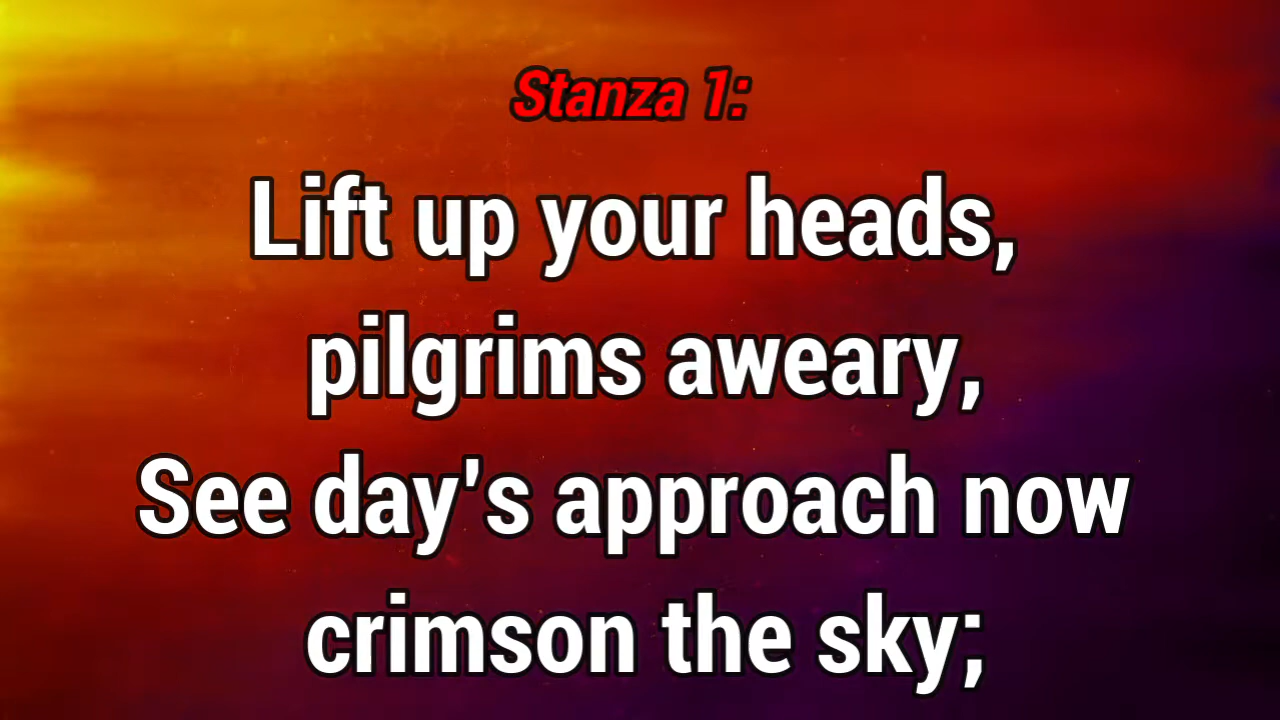 Stanza 1:
Lift up your heads,
pilgrims aweary,
See day's approach now
crimson the sky;